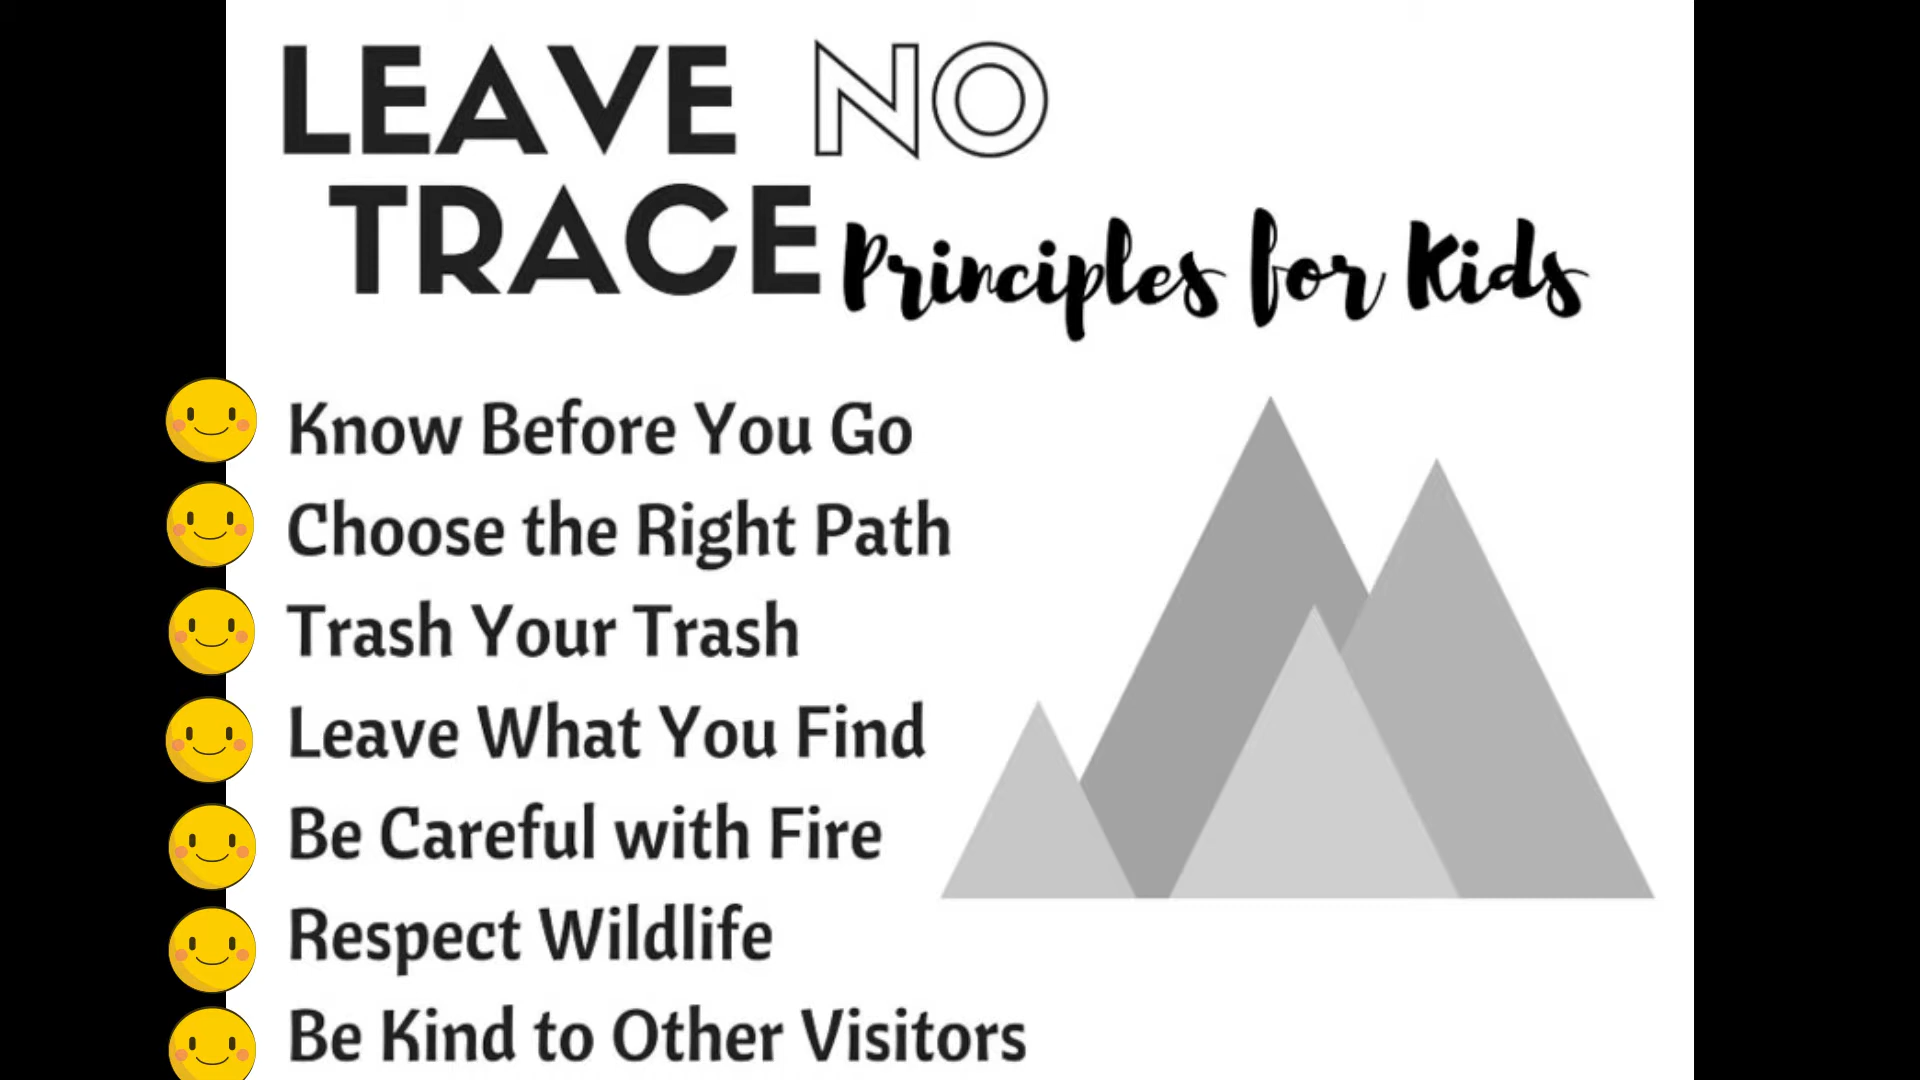 LEAVE NO
TRACE Principles for Kids
Know Before You Go
Choose the Right Path
Trash Your Trash
Leave What You Find
Be Careful with Fire
Respect Wildlife
Be Kind to Other Visitors